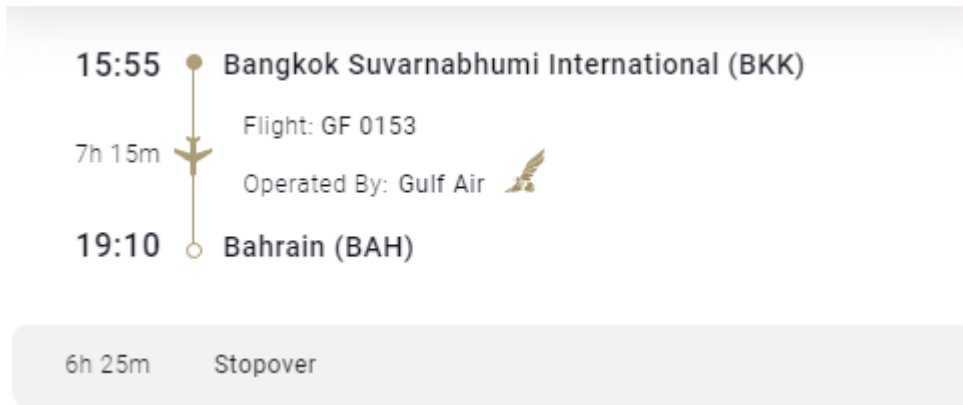 15:55 Bangkok Suvarnabhumi International (BKK)
Flight: GF 0153
7h 15m
Operated By: Gulf Air
19:10 Bahrain (BAH)
6h 25m Stopover